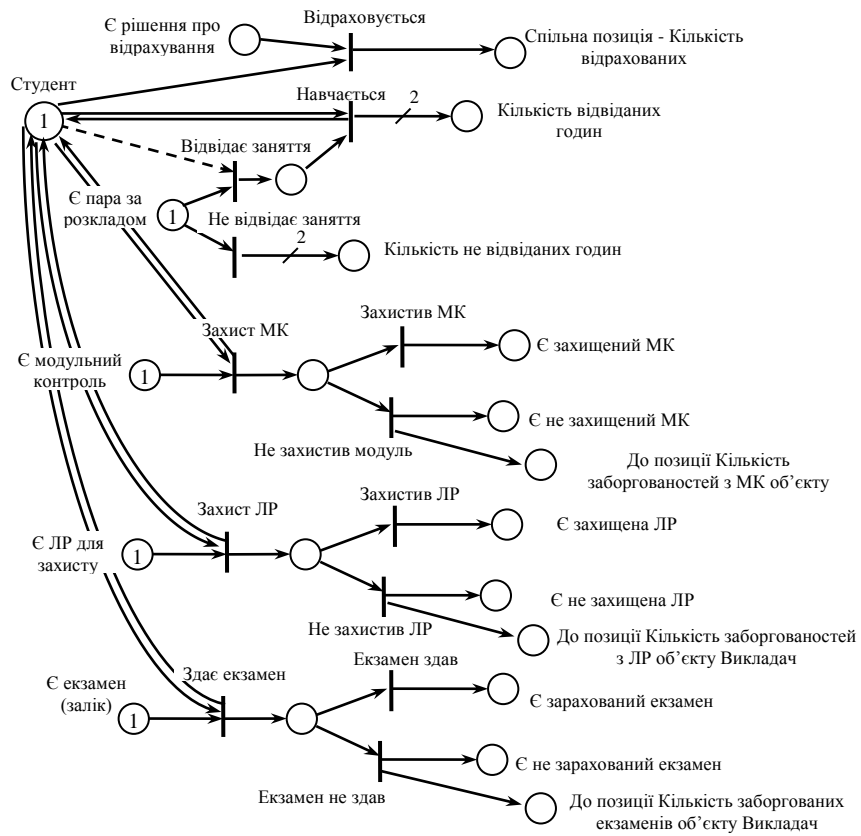 Відраховується
Є рішення про
відрахування
Спільна позиція - Кількість
відрахованих
Студент
1
Навчається
2
Кількість відвіданих
годин
Відвідає заняття
Є пара за
розкладом
1
Не відвідає заняття
2
Кількість не відвіданих годин
Захист МК
Захистив МК
Є захищений МК
Є модульний
контроль
1
Є не захищений МК
Не захистив модуль
До позиції Кількість
заборгованостей з МК об’єкту
Захист ЛР
Захистив ЛР
Є захищена ЛР
Є ЛР для
захисту
1
Є не захищена ЛР
Не захистив ЛР
До позиції Кількість заборгованостей
з ЛР об’єкту Викладач
Здає екзамен
Екзамен здав
Є екзамен
(залік)
1
Є зарахований екзамен
Є не зарахований екзамен
Екзамен не здав
До позиції Кількість заборгованих
екзаменів об’єкту Викладач